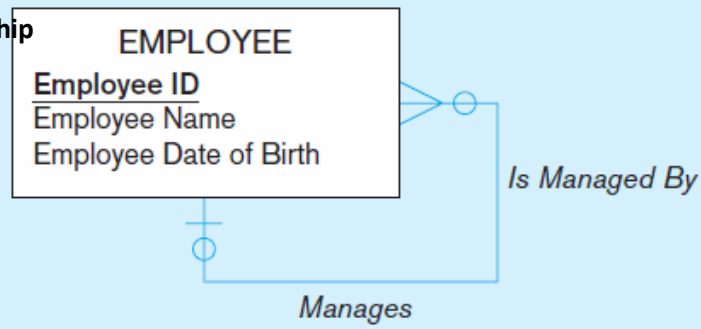 hip
EMPLOYEE
Employee ID
Employee Name
Employee Date of Birth
Is Managed By
Manages